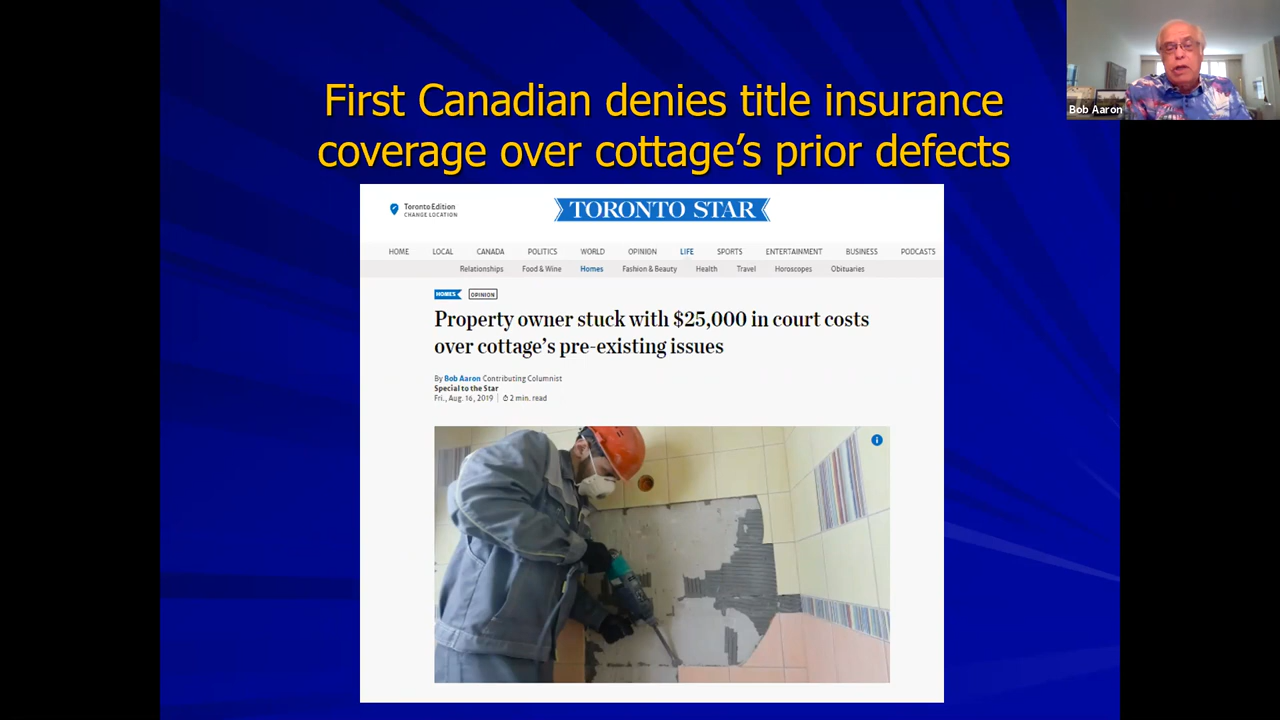 First Canadian denies title insurance
coverage over cottage’s prior defects
Bob Aaron
Toronto Edition
CHANGE LOCATION
TORONTO STAR
HOME LOCAL CANADA POLITICS WORLD OPINION LIFE SPORTS ENTERTAINMENT BUSINESS PODCASTS
Relationships Food & Wine Homes Fashion & Beauty Health Travel Horoscopes Obituaries
HOMES OPINION
Property owner stuck with $25,000 in court costs
over cottage’s pre-existing issues
By Bob Aaron Contributing Columnist
Special to the Star
Fri., Aug. 16, 2019 2 min. read